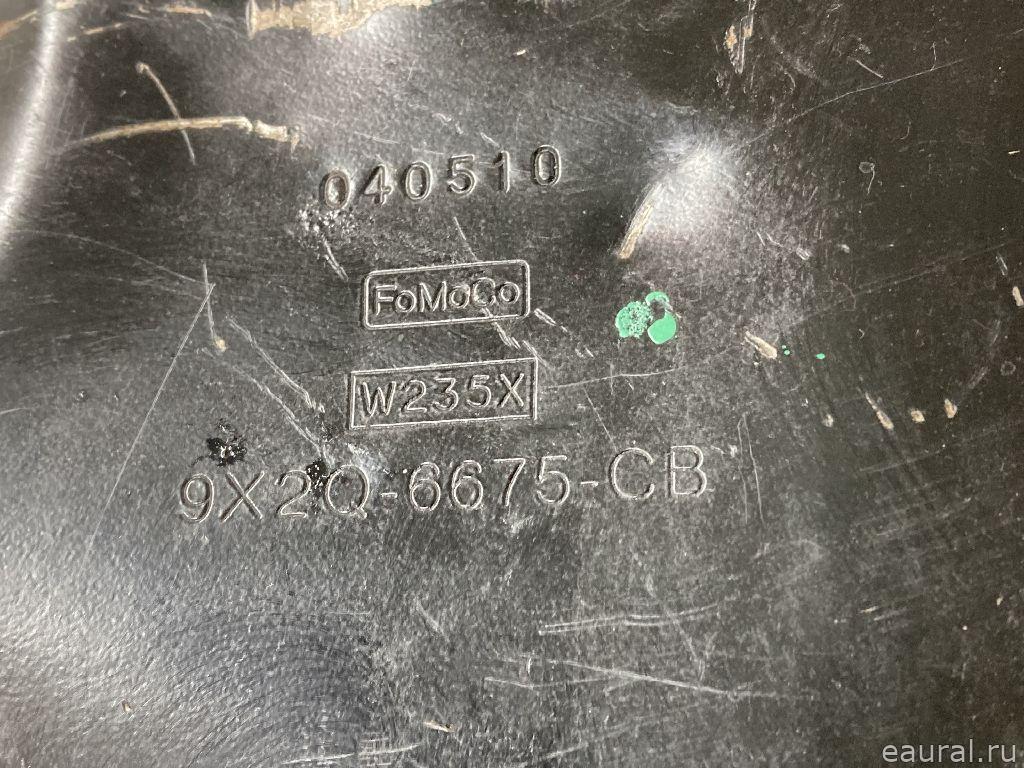 040510
FoMoCo
W235X
9X2Q-6675-CB
eaural.ru